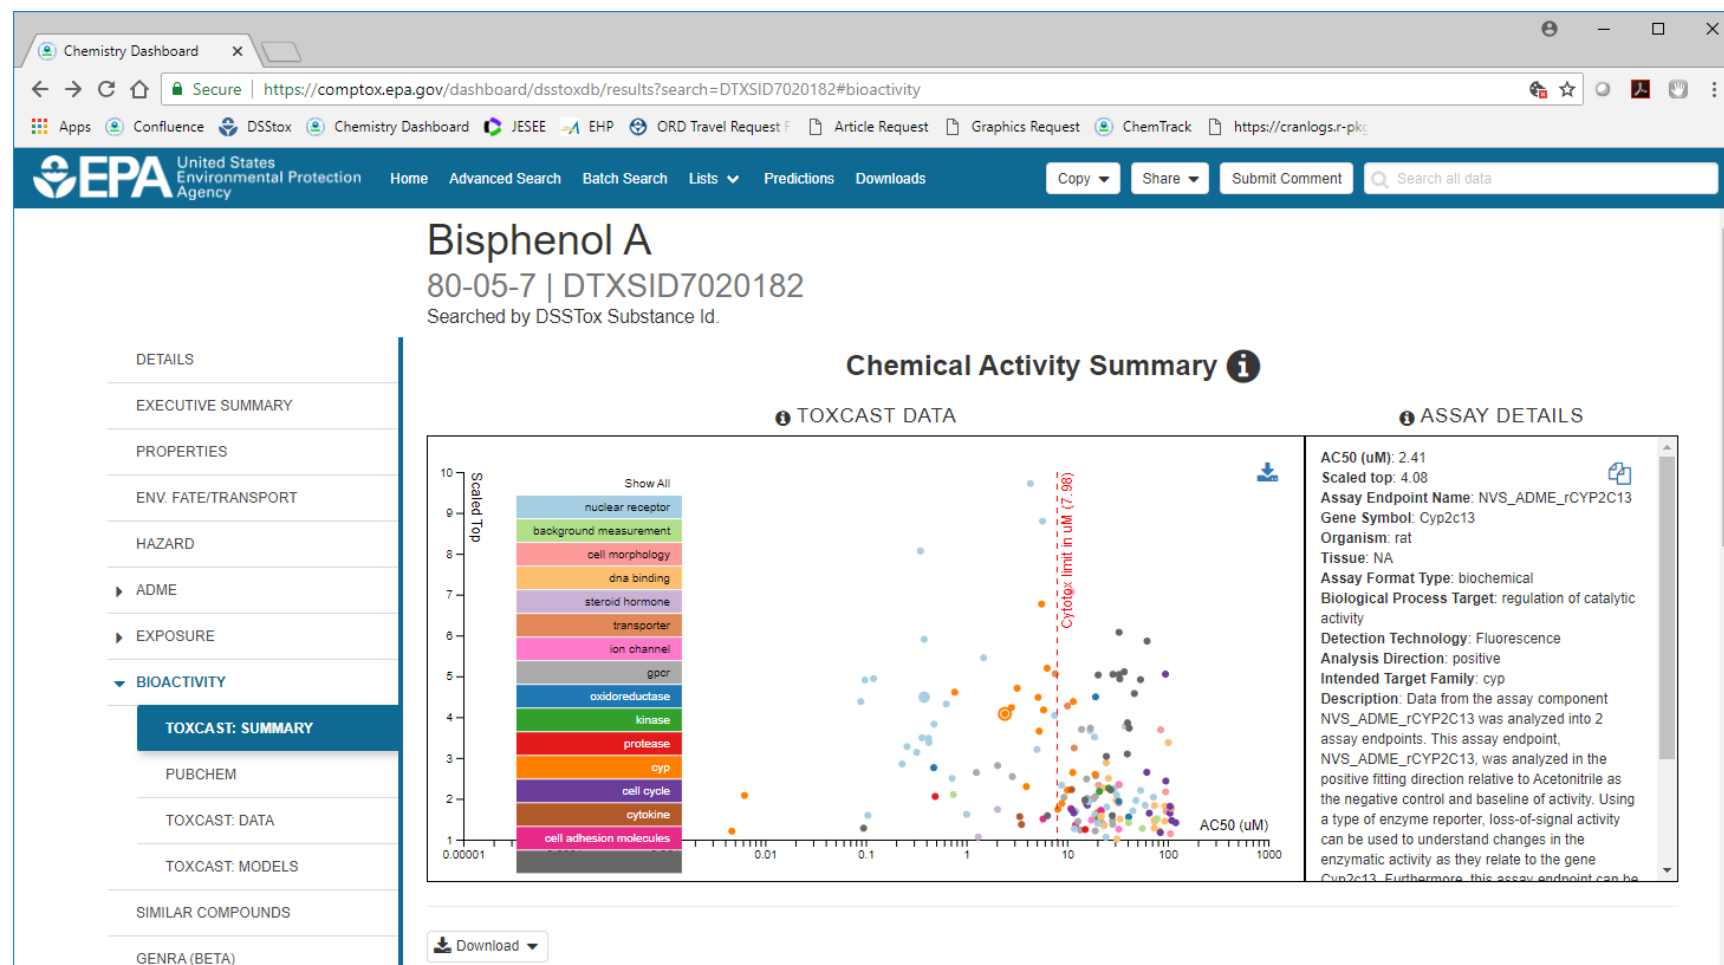 Chemistry Dashboard
Secure | https://comptox.epa.gov/dashboard/dsstoxdb/results?search=DTXSID7020182#bioactivity
Apps Confluence DSStox Chemistry Dashboard JESEE EHP ORD Travel Request F Article Request Graphics Request ChemTrack https://cranlogs.r-pkg
EPA
United States
Environmental Protection
Agency
Home Advanced Search Batch Search Lists Predictions Downloads
Copy Share Submit Comment Search all data
Bisphenol A
80-05-7 | DTXSID7020182
Searched by DSSTox Substance Id.
DETAILS
EXECUTIVE SUMMARY
PROPERTIES
ENV. FATE/TRANSPORT
HAZARD
ADME
EXPOSURE
BIOACTIVITY
TOXCAST: SUMMARY
PUBCHEM
TOXCAST: DATA
TOXCAST: MODELS
SIMILAR COMPOUNDS
GENRA (BETA)
Chemical Activity Summary
TOXCAST DATA
10
9
8
7
6
5
4
3
2
1
Scaled Top
Show All
nuclear receptor
background measurement
cell morphology
dna binding
steroid hormone
transporter
ion channel
gpcr
oxidoreductase
kinase
protease
cyp
cell cycle
cytokine
cell adhesion molecules
Cytotox limit in uM (7.98)
AC50 (uM)
0.00001
0.01
0.1
1
10
100
1000
ASSAY DETAILS
AC50 (uM): 2.41
Scaled top: 4.08
Assay Endpoint Name: NVS_ADME_rCYP2C13
Gene Symbol: Cyp2c13
Organism: rat
Tissue: NA
Assay Format Type: biochemical
Biological Process Target: regulation of catalytic
activity
Detection Technology: Fluorescence
Analysis Direction: positive
Intended Target Family: cyp
Description: Data from the assay component
NVS_ADME_rCYP2C13 was analyzed into 2
assay endpoints. This assay endpoint,
NVS_ADME_rCYP2C13, was analyzed in the
positive fitting direction relative to Acetonitrile as
the negative control and baseline of activity. Using
a type of enzyme reporter, loss-of-signal activity
can be used to understand changes in the
enzymatic activity as they relate to the gene
Cyp2c13. Furthermore, this assay endpoint can be
Download